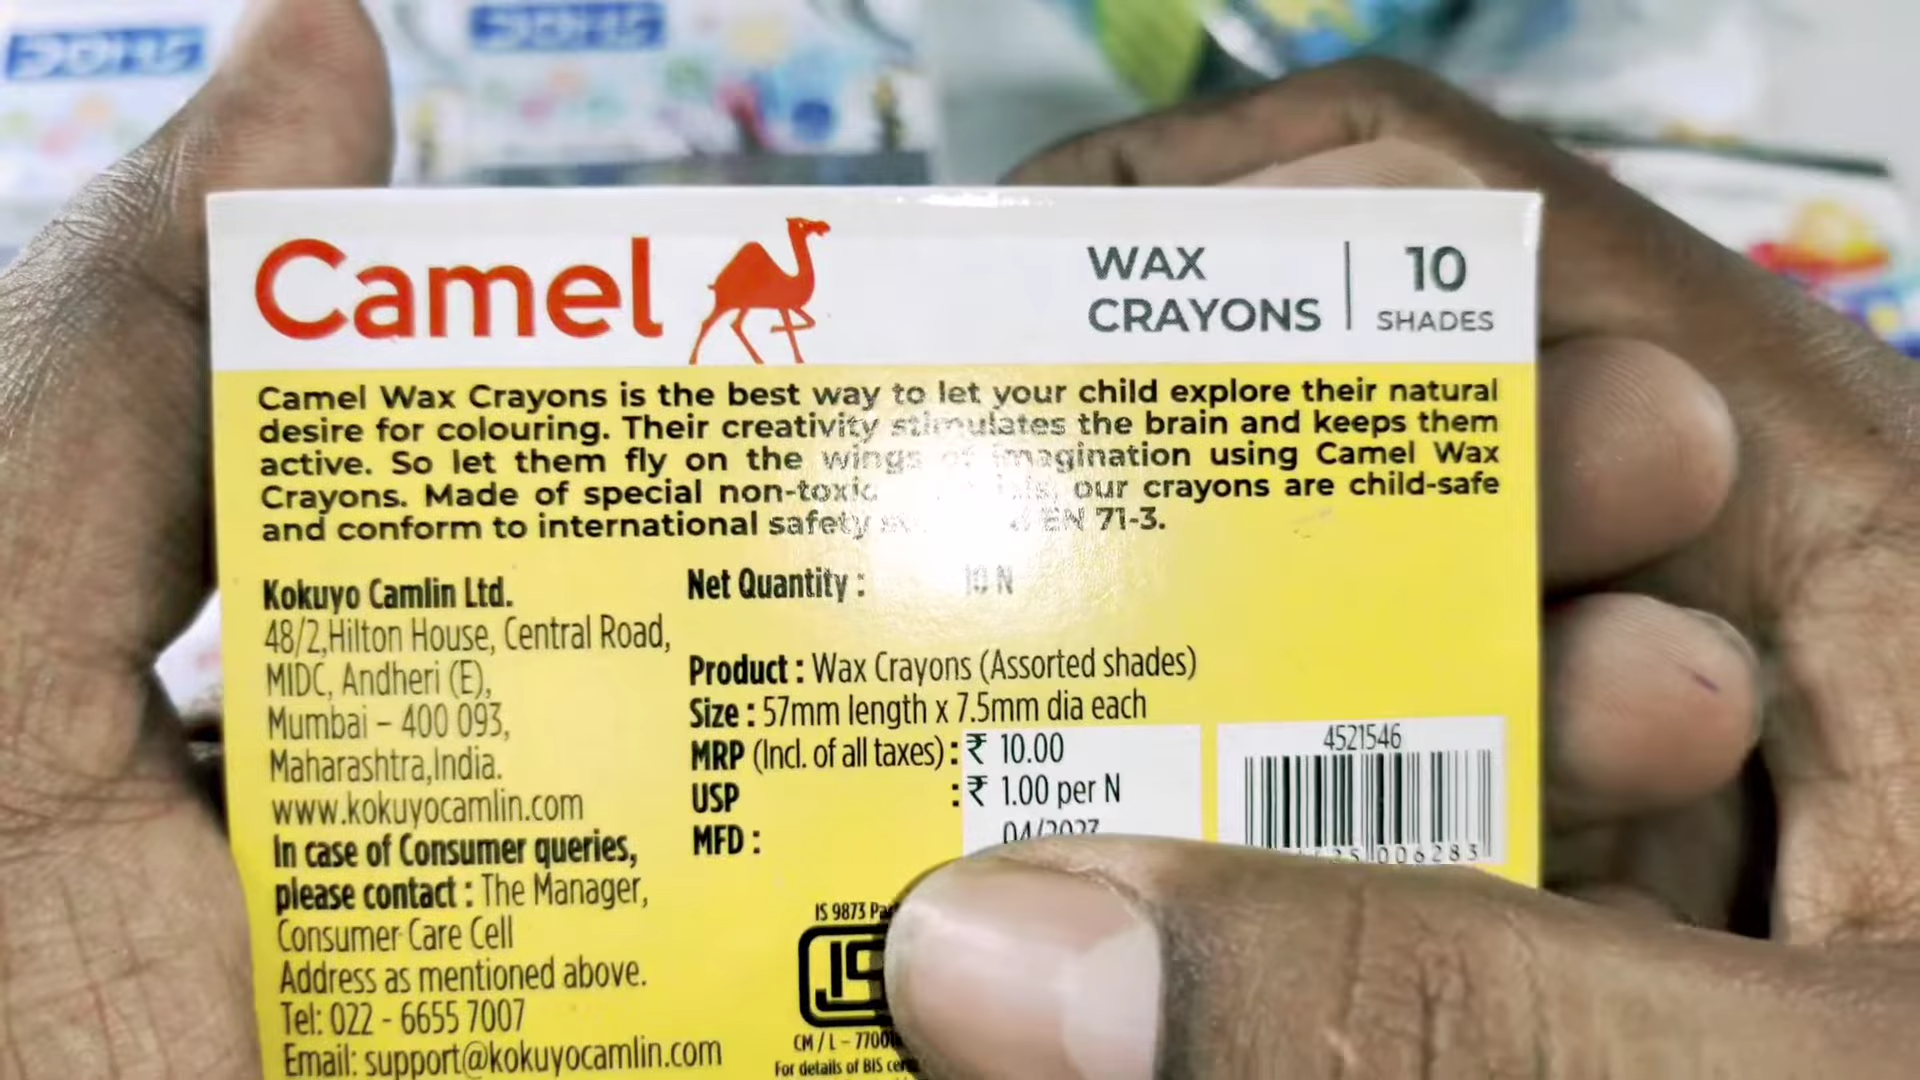 DOMS
Camel
WAX
CRAYONS
10
SHADES
Camel Wax Crayons is the best way to let your child explore their natural
desire for colouring. Their creativity stimulates the brain and keeps them
active. So let them fly on the wings of imagination using Camel Wax
Crayons. Made of special non-toxic our crayons are child-safe
and conform to international safety EN 71-3.
Kokuyo Camlin Ltd.
48/2,Hilton House, Central Road,
MIDC, Andheri (E),
Mumbai – 400 093,
Maharashtra,India.
www.kokuyocamlin.com
In case of Consumer queries,
please contact : The Manager,
Consumer Care Cell
Address as mentioned above.
Tel: 022 - 6655 7007
Email: support@kokuyocamlin.com
Net Quantity : 10 N
Product : Wax Crayons (Assorted shades)
Size : 57mm length x 7.5mm dia each
MRP (Incl. of all taxes) : ₹ 10.00
USP : ₹ 1.00 per N
MFD : 04/2023
4521546
006283
IS 9873
CM / L - 7700
For details of BIS